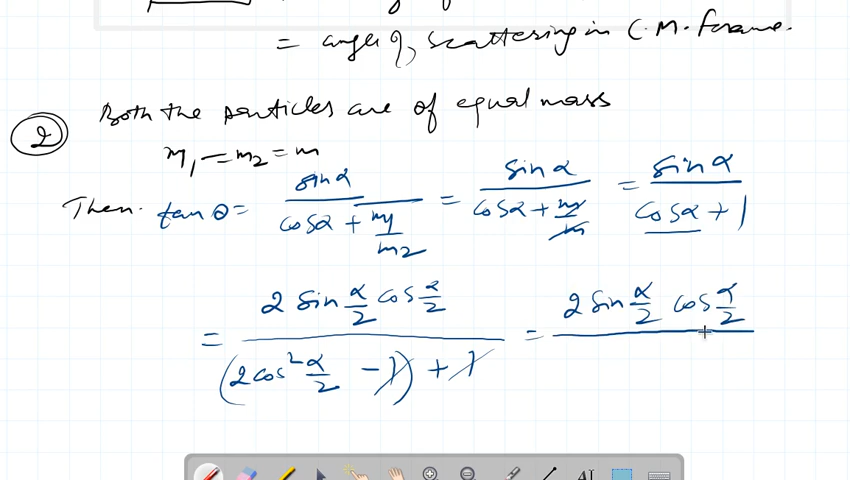 = angle of scattering in C.M. frame.
② Both the particles are of equal mass
m₁ = m₂ = m
Then. tan θ = sin α / (cos α + m₁/m₂) = sin α / (cos α + m/m) = sin α / (cos α + 1)
= 2 sin α/2 cos α/2 / ((2 cos² α/2 - 1) + 1) = 2 sin α/2 cos α/2
AI